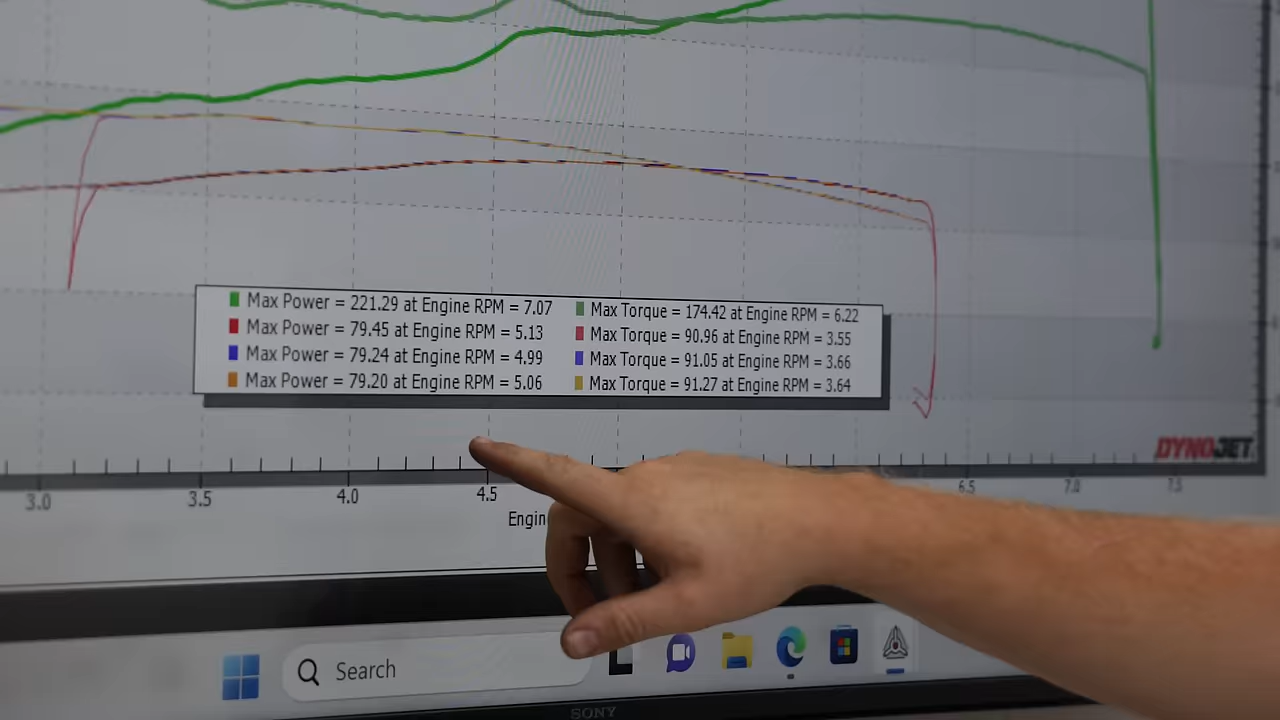 Max Power = 221.29 at Engine RPM = 7.07
Max Torque = 174.42 at Engine RPM = 6.22
Max Power = 79.45 at Engine RPM = 5.13
Max Torque = 90.96 at Engine RPM = 3.55
Max Power = 79.24 at Engine RPM = 4.99
Max Torque = 91.05 at Engine RPM = 3.66
Max Power = 79.20 at Engine RPM = 5.06
Max Torque = 91.27 at Engine RPM = 3.64
DYNOJET
3.0 3.5 4.0 4.5 6.5 7.0 7.5
Engin
Search
SONY